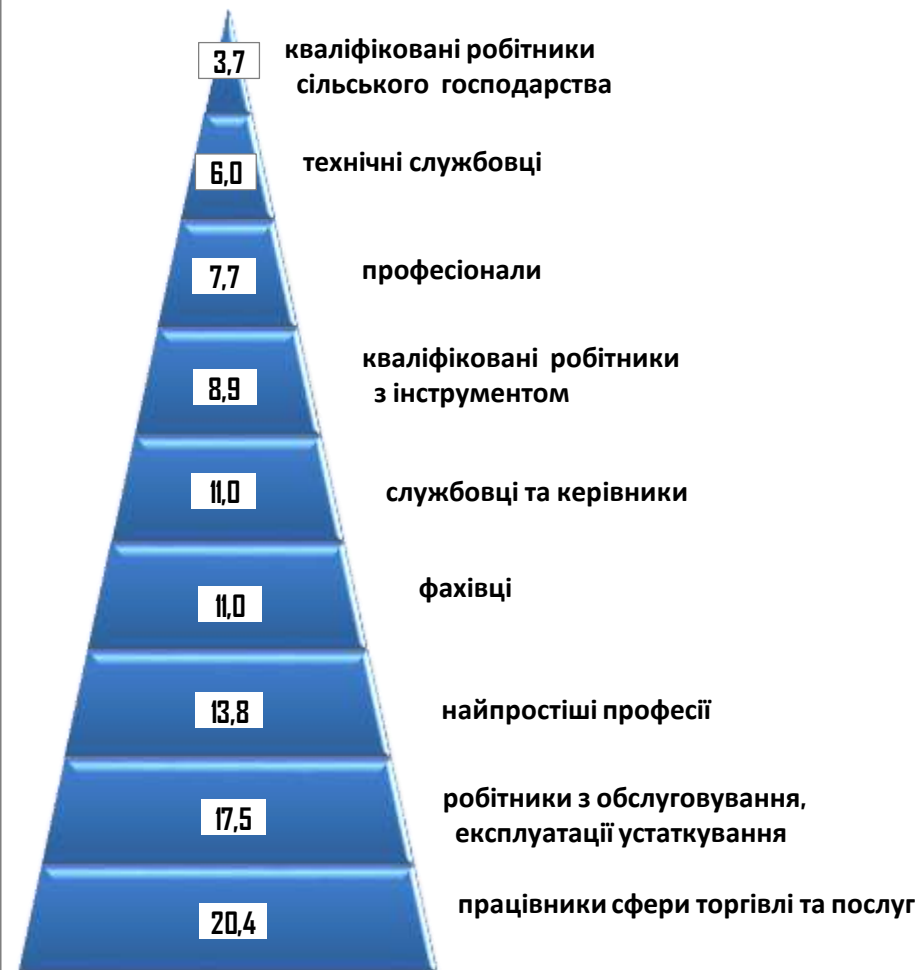 3,7
кваліфіковані робітники
сільського господарства
6,0
технічні службовці
7,7
професіонали
8,9
кваліфіковані робітники
з інструментом
11,0
службовці та керівники
11,0
фахівці
13,8
найпростіші професії
17,5
робітники з обслуговування,
експлуатації устаткування
20,4
працівники сфери торгівлі та послуг